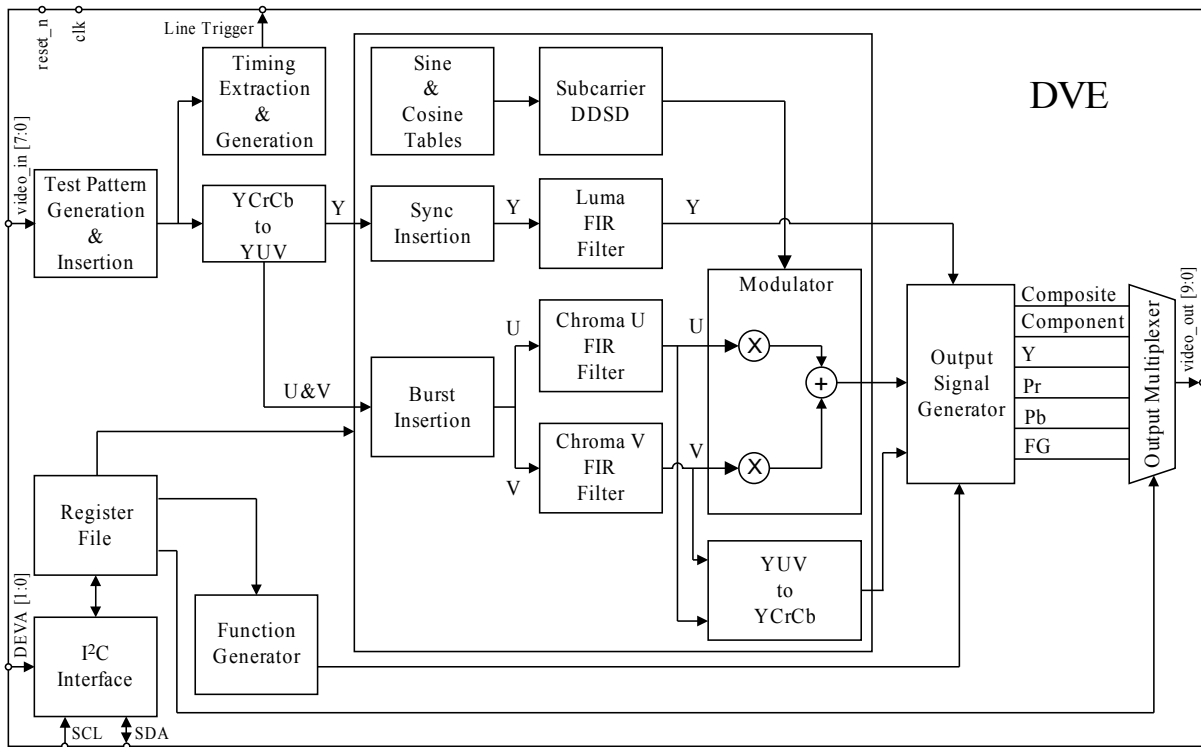 reset_n
clk
Line Trigger
DVE
Timing
Extraction
&
Generation
Sine
&
Cosine
Tables
Subcarrier
DDSD
video_in [7:0]
Test Pattern
Generation
&
Insertion
YCrCb
to
YUV
Y
Sync
Insertion
Y
Luma
FIR
Filter
Y
Modulator
U
Chroma U
FIR
Filter
U
X
+
U&V
Burst
Insertion
V
Chroma V
FIR
Filter
V
X
YUV
to
YCrCb
Output
Signal
Generator
Composite
Component
Y
Pr
Pb
FG
Output Multiplexer
video_out [9:0]
Register
File
Function
Generator
DEVA [1:0]
I²C
Interface
SCL
SDA